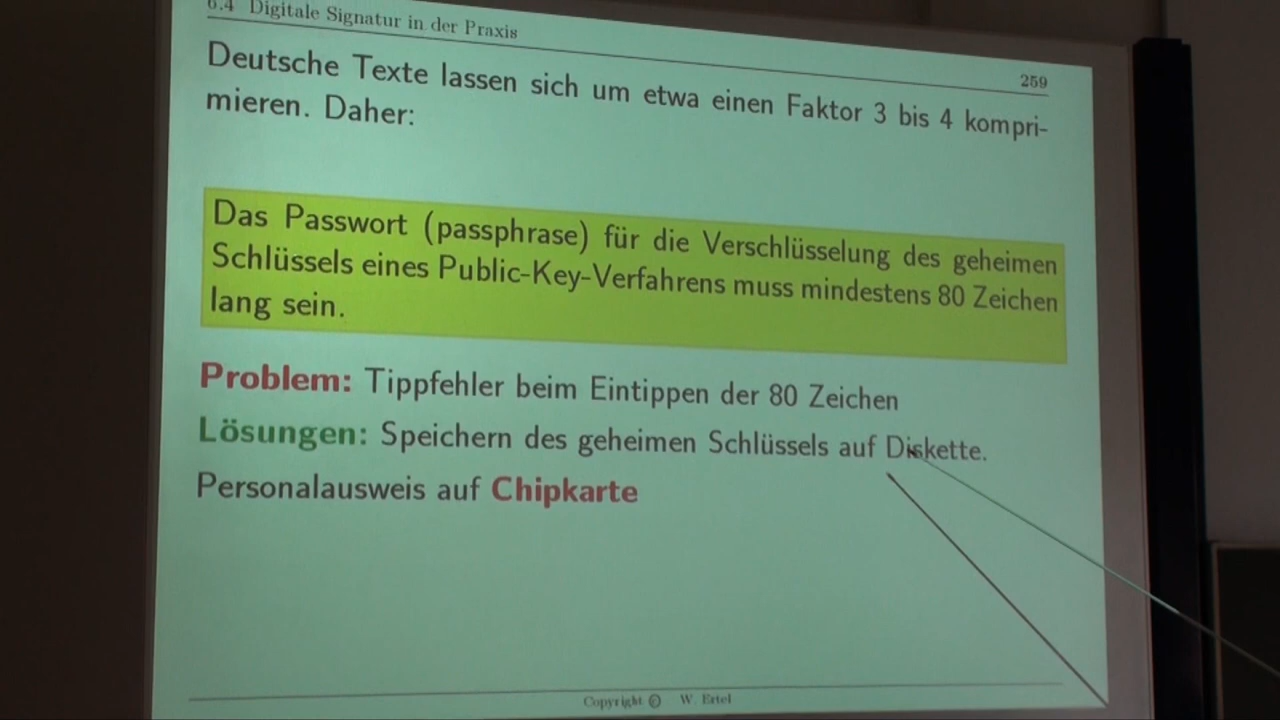 6.4 Digitale Signatur in der Praxis
259
Deutsche Texte lassen sich um etwa einen Faktor 3 bis 4 kompri-
mieren. Daher:
Das Passwort (passphrase) für die Verschlüsselung des geheimen
Schlüssels eines Public-Key-Verfahrens muss mindestens 80 Zeichen
lang sein.
Problem: Tippfehler beim Eintippen der 80 Zeichen
Lösungen: Speichern des geheimen Schlüssels auf Diskette.
Personalausweis auf Chipkarte
Copyright © W. Ertel